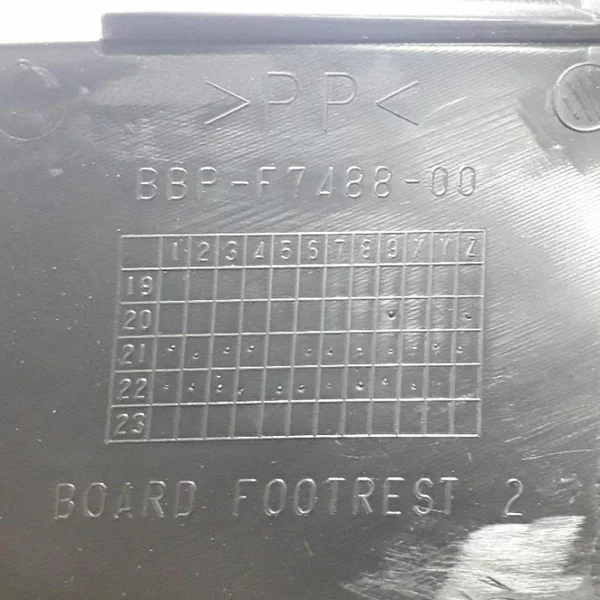 >PP<
BBP-F7488-00
1 2 3 4 5 6 7 8 9 X Y Z
19
20
21
22
23
BOARD FOOTREST 2